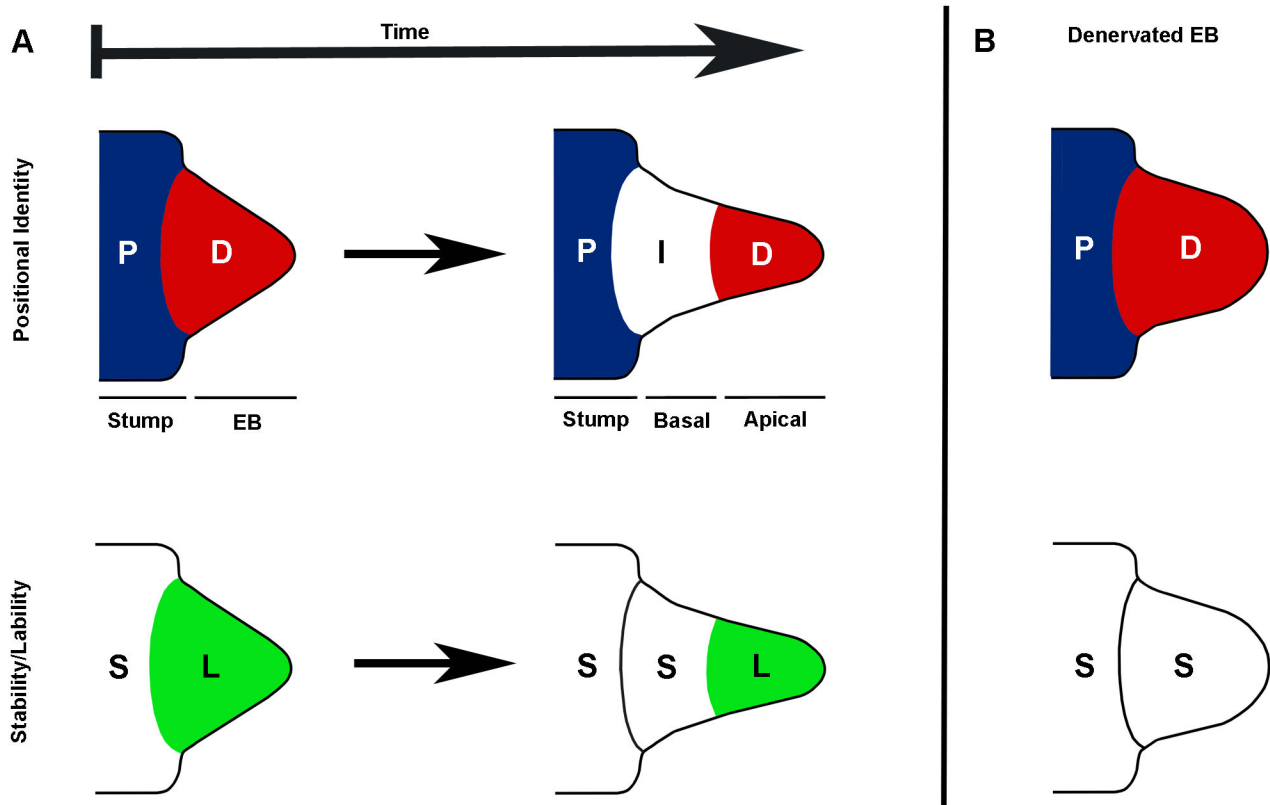 A
Time
B
Denervated EB
Positional Identity
P
D
P
I
D
P
D
Stump
EB
Stump
Basal
Apical
Stability/Lability
S
L
S
S
L
S
S